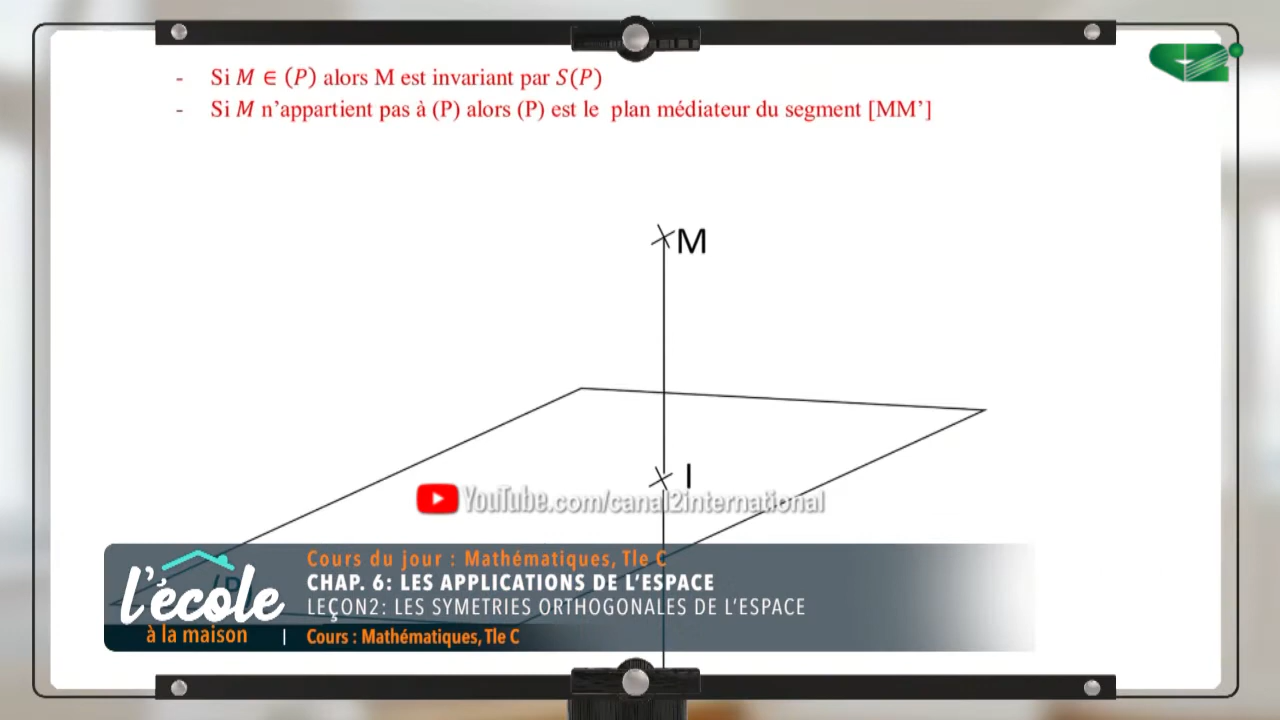 - Si M ∈ (P) alors M est invariant par S(P)
- Si M n'appartient pas à (P) alors (P) est le plan médiateur du segment [MM’]
M
I
YouTube.com/canal2international
(P
l'école
à la maison
Cours du jour : Mathématiques, Tle C
CHAP. 6: LES APPLICATIONS DE L'ESPACE
LEÇON2: LES SYMETRIES ORTHOGONALES DE L'ESPACE
| Cours : Mathématiques, Tle C